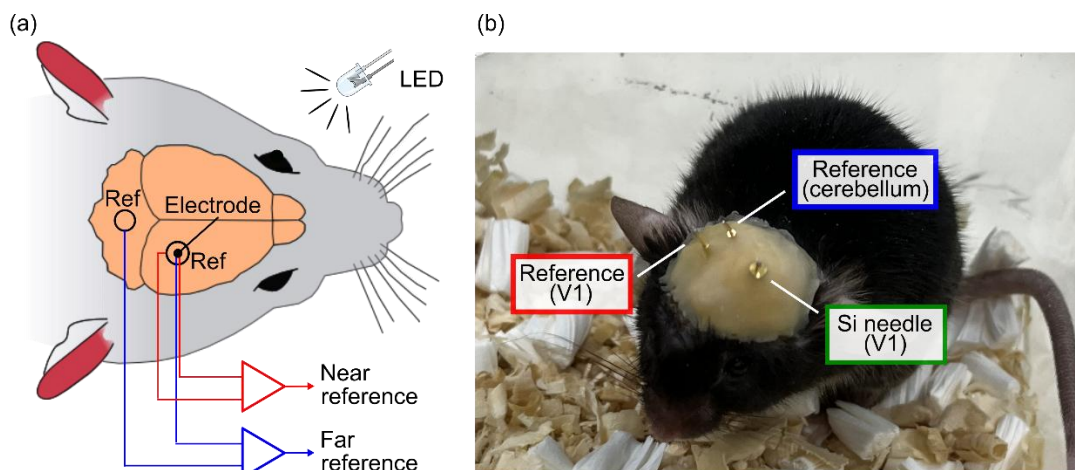 (a)
LED
Ref
Electrode
Ref
Near
reference
Far
reference
(b)
Reference
(cerebellum)
Reference
(V1)
Si needle
(V1)